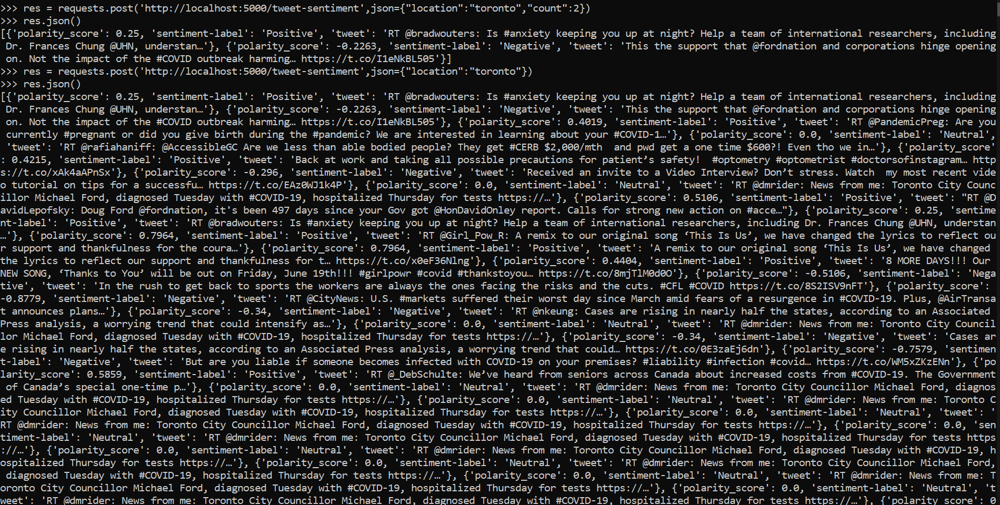 >>> res = requests.post('http://localhost:5000/tweet-sentiment',json={"location":"toronto","count":2})
>>> res.json()
[{'polarity_score': 0.25, 'sentiment-label': 'Positive', 'tweet': 'RT @bradwouters: Is #anxiety keeping you up at night? Help a team of international researchers, including
 Dr. Frances Chung @UHN, understan…'}, {'polarity_score': -0.2263, 'sentiment-label': 'Negative', 'tweet': 'This the support that @fordnation and corporations hinge opening
 on. Not the impact of the #COVID outbreak harming… https://t.co/I1eNkBL505'}]
>>> res = requests.post('http://localhost:5000/tweet-sentiment',json={"location":"toronto"})
>>> res.json()
[{'polarity_score': 0.25, 'sentiment-label': 'Positive', 'tweet': 'RT @bradwouters: Is #anxiety keeping you up at night? Help a team of international researchers, including
 Dr. Frances Chung @UHN, understan…'}, {'polarity_score': -0.2263, 'sentiment-label': 'Negative', 'tweet': 'This the support that @fordnation and corporations hinge opening
 on. Not the impact of the #COVID outbreak harming… https://t.co/I1eNkBL505'}, {'polarity_score': 0.4019, 'sentiment-label': 'Positive', 'tweet': 'RT @PandemicPreg: Are you
 currently #pregnant or did you give birth during the #pandemic? We are interested in learning about your #COVID-1…'}, {'polarity_score': 0.0, 'sentiment-label': 'Neutral',
 'tweet': 'RT @rafiahaniff: @AccessibleGC Are we less than able bodied people? They get #CERB $2,000/mth  and pwd get a one time $600?! Even tho we in…'}, {'polarity_score'
: 0.4215, 'sentiment-label': 'Positive', 'tweet': 'Back at work and taking all possible precautions for patient’s safety!  #optometry #optometrist #doctorsofinstagram… http
s://t.co/xAk4aAPnSx'}, {'polarity_score': -0.296, 'sentiment-label': 'Negative', 'tweet': 'Received an invite to a Video Interview? Don’t stress. Watch  my most recent vide
o tutorial on tips for a successfu… https://t.co/EAz0WJ1k4P'}, {'polarity_score': 0.0, 'sentiment-label': 'Neutral', 'tweet': 'RT @dmrider: News from me: Toronto City Counc
illor Michael Ford, diagnosed Tuesday with #COVID-19, hospitalized Thursday for tests https://…'}, {'polarity_score': 0.5106, 'sentiment-label': 'Positive', 'tweet': "RT @D
avidLepofsky: Doug Ford @fordnation, it's been 497 days since your Gov got @HonDavidOnley report. Calls for strong new action on #acce…"}, {'polarity_score': 0.25, 'sentime
nt-label': 'Positive', 'tweet': 'RT @bradwouters: Is #anxiety keeping you up at night? Help a team of international researchers, including Dr. Frances Chung @UHN, understan
…'}, {'polarity_score': 0.7964, 'sentiment-label': 'Positive', 'tweet': 'RT @Girl_Pow_R: A remix to our original song ‘This Is Us’, we have changed the lyrics to reflect ou
r support and thankfulness for the coura…'}, {'polarity_score': 0.7964, 'sentiment-label': 'Positive', 'tweet': 'A remix to our original song ‘This Is Us’, we have changed
the lyrics to reflect our support and thankfulness for t… https://t.co/x0eF36Nlng'}, {'polarity_score': 0.4404, 'sentiment-label': 'Positive', 'tweet': '8 MORE DAYS!!! Our
NEW SONG, ‘Thanks to You’ will be out on Friday, June 19th!!! #girlpowr #covid #thankstoyou… https://t.co/8mjTlM0d0O'}, {'polarity_score': -0.5106, 'sentiment-label': 'Nega
tive', 'tweet': 'In the rush to get back to sports the workers are always the ones facing the risks and the cuts. #CFL #COVID https://t.co/8S2ISV9nFT'}, {'polarity_score':
-0.8779, 'sentiment-label': 'Negative', 'tweet': 'RT @CityNews: U.S. #markets suffered their worst day since March amid fears of a resurgence in #COVID-19. Plus, @AirTransa
t announces plans…'}, {'polarity_score': -0.34, 'sentiment-label': 'Negative', 'tweet': 'RT @nkeung: Cases are rising in nearly half the states, according to an Associated
Press analysis, a worrying trend that could intensify as…'}, {'polarity_score': 0.0, 'sentiment-label': 'Neutral', 'tweet': 'RT @dmrider: News from me: Toronto City Council
lor Michael Ford, diagnosed Tuesday with #COVID-19, hospitalized Thursday for tests https://…'}, {'polarity_score': -0.34, 'sentiment-label': 'Negative', 'tweet': 'Cases ar
e rising in nearly half the states, according to an Associated Press analysis, a worrying trend that could… https://t.co/0E3zaEj6dn'}, {'polarity_score': -0.7579, 'sentimen
t-label': 'Negative', 'tweet': 'But are you liable if someone becomes infected with COVID-19 on your premises? #liability #infection #covid… https://t.co/WM5xZKzENn'}, {'po
larity_score': 0.5859, 'sentiment-label': 'Positive', 'tweet': 'RT @_DebSchulte: We’ve heard from seniors across Canada about increased costs from #COVID-19. The Government
 of Canada’s special one-time p…'}, {'polarity_score': 0.0, 'sentiment-label': 'Neutral', 'tweet': 'RT @dmrider: News from me: Toronto City Councillor Michael Ford, diagnos
ed Tuesday with #COVID-19, hospitalized Thursday for tests https://…'}, {'polarity_score': 0.0, 'sentiment-label': 'Neutral', 'tweet': 'RT @dmrider: News from me: Toronto C
ity Councillor Michael Ford, diagnosed Tuesday with #COVID-19, hospitalized Thursday for tests https://…'}, {'polarity_score': 0.0, 'sentiment-label': 'Neutral', 'tweet': '
RT @dmrider: News from me: Toronto City Councillor Michael Ford, diagnosed Tuesday with #COVID-19, hospitalized Thursday for tests https://…'}, {'polarity_score': 0.0, 'sen
timent-label': 'Neutral', 'tweet': 'RT @dmrider: News from me: Toronto City Councillor Michael Ford, diagnosed Tuesday with #COVID-19, hospitalized Thursday for tests https
://…'}, {'polarity_score': 0.0, 'sentiment-label': 'Neutral', 'tweet': 'RT @dmrider: News from me: Toronto City Councillor Michael Ford, diagnosed Tuesday with #COVID-19, h
ospitalized Thursday for tests https://…'}, {'polarity_score': 0.0, 'sentiment-label': 'Neutral', 'tweet': 'RT @dmrider: News from me: Toronto City Councillor Michael Ford,
 diagnosed Tuesday with #COVID-19, hospitalized Thursday for tests https://…'}, {'polarity_score': 0.0, 'sentiment-label': 'Neutral', 'tweet': 'RT @dmrider: News from me: T
oronto City Councillor Michael Ford, diagnosed Tuesday with #COVID-19, hospitalized Thursday for tests https://…'}, {'polarity_score': 0.0, 'sentiment-label': 'Neutral', 't
weet': 'RT @dmrider: News from me: Toronto City Councillor Michael Ford, diagnosed Tuesday with #COVID-19, hospitalized Thursday for tests https://…'}, {'polarity_score': 0